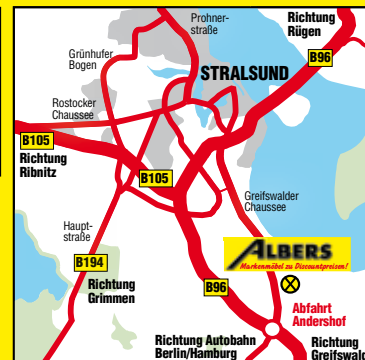 Prohner-
straße
Richtung
Rügen
B96
Grünhufer
Bogen
STRALSUND
Rostocker
Chaussee
B105
Richtung
Ribnitz
B105
Greifswalder
Chaussee
Haupt-
straße
ALBERS
Markenmöbel zu Discountpreisen!
B194
Richtung
Grimmen
B96
Abfahrt
Andershof
Richtung Autobahn
Berlin/Hamburg
Richtung
Greifswald